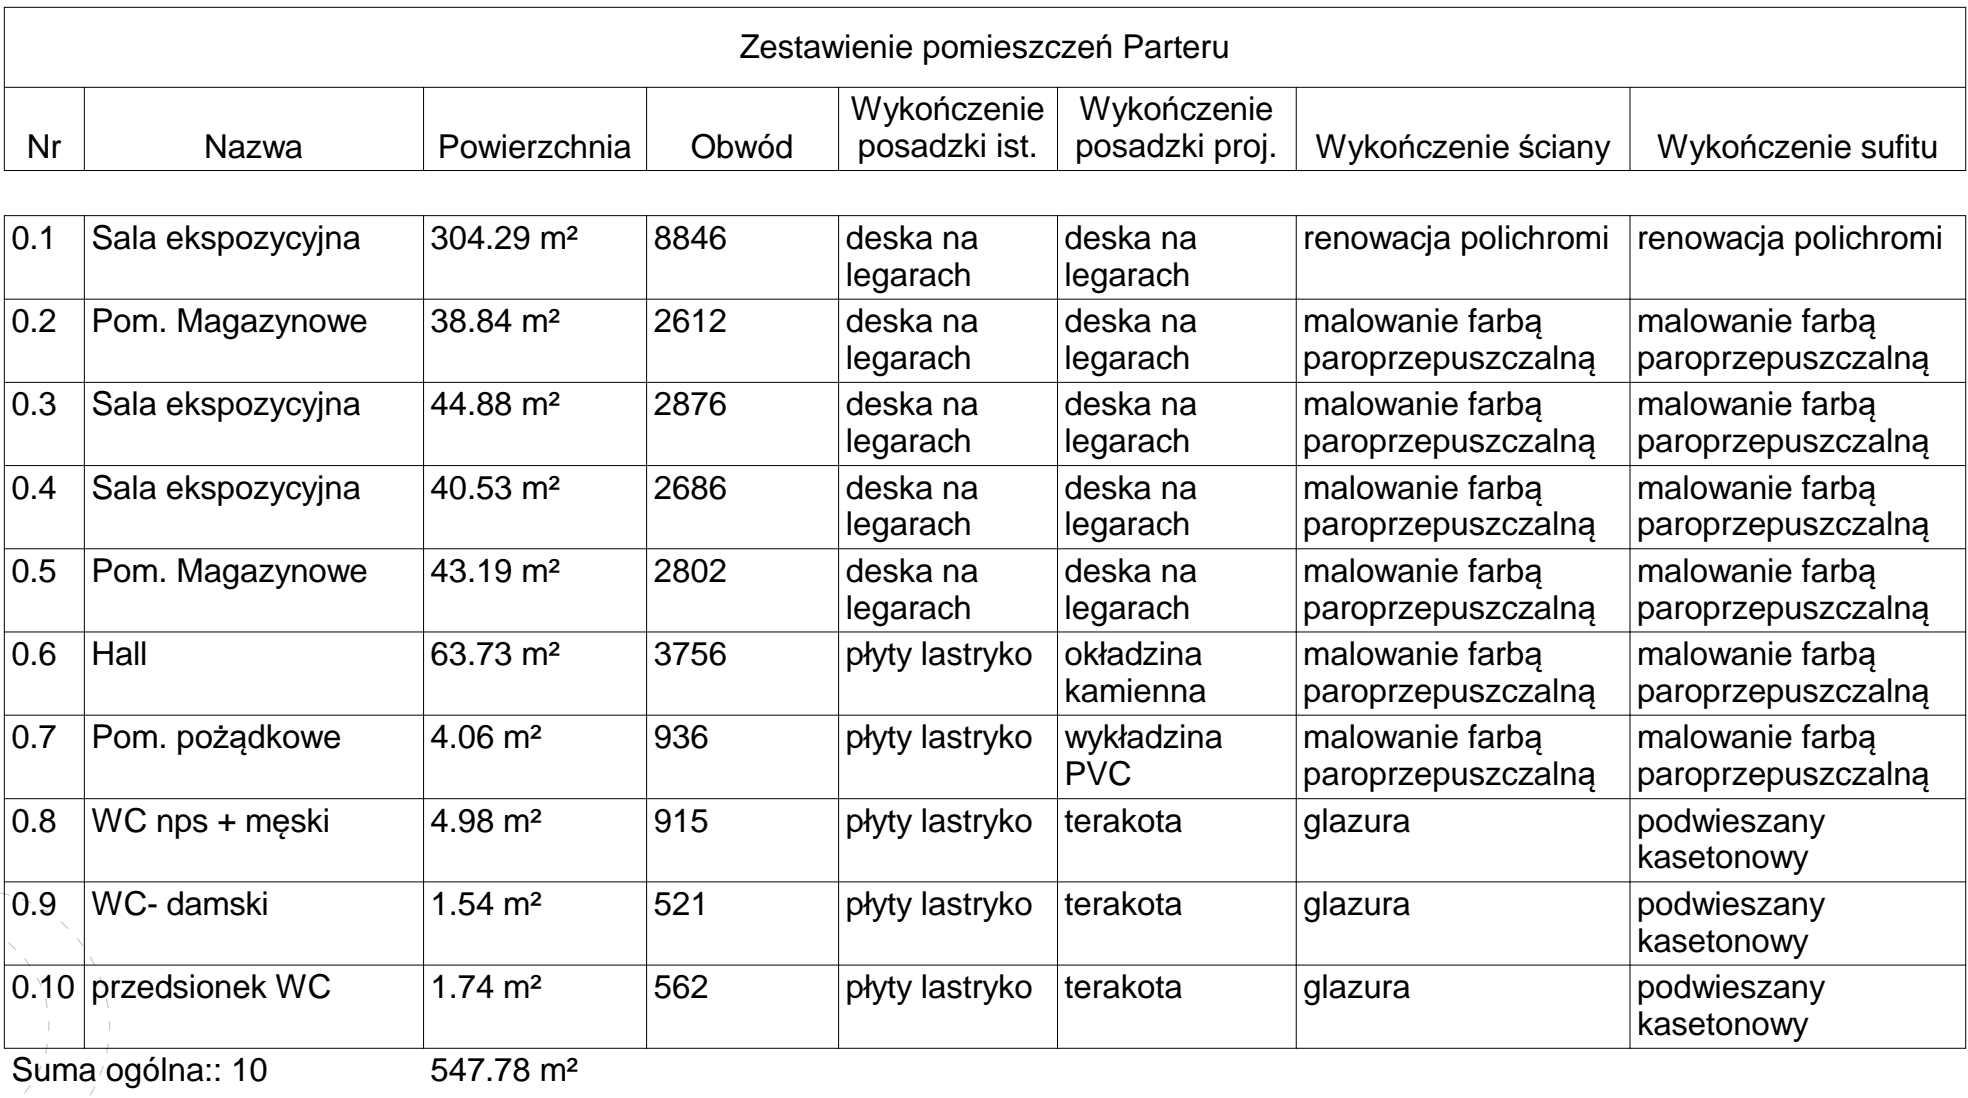 Zestawienie pomieszczeń Parteru
Nr Nazwa Powierzchnia Obwód Wykończenie posadzki ist. Wykończenie posadzki proj. Wykończenie ściany Wykończenie sufitu
0.1 Sala ekspozycyjna 304.29 m² 8846 deska na legarach deska na legarach renowacja polichromi renowacja polichromi
0.2 Pom. Magazynowe 38.84 m² 2612 deska na legarach deska na legarach malowanie farbą paroprzepuszczalną malowanie farbą paroprzepuszczalną
0.3 Sala ekspozycyjna 44.88 m² 2876 deska na legarach deska na legarach malowanie farbą paroprzepuszczalną malowanie farbą paroprzepuszczalną
0.4 Sala ekspozycyjna 40.53 m² 2686 deska na legarach deska na legarach malowanie farbą paroprzepuszczalną malowanie farbą paroprzepuszczalną
0.5 Pom. Magazynowe 43.19 m² 2802 deska na legarach deska na legarach malowanie farbą paroprzepuszczalną malowanie farbą paroprzepuszczalną
0.6 Hall 63.73 m² 3756 płyty lastryko okładzina kamienna malowanie farbą paroprzepuszczalną malowanie farbą paroprzepuszczalną
0.7 Pom. pożądkowe 4.06 m² 936 płyty lastryko wykładzina PVC malowanie farbą paroprzepuszczalną malowanie farbą paroprzepuszczalną
0.8 WC nps + męski 4.98 m² 915 płyty lastryko terakota glazura podwieszany kasetonowy
0.9 WC- damski 1.54 m² 521 płyty lastryko terakota glazura podwieszany kasetonowy
0.10 przedsionek WC 1.74 m² 562 płyty lastryko terakota glazura podwieszany kasetonowy
Suma ogólna:: 10 547.78 m²